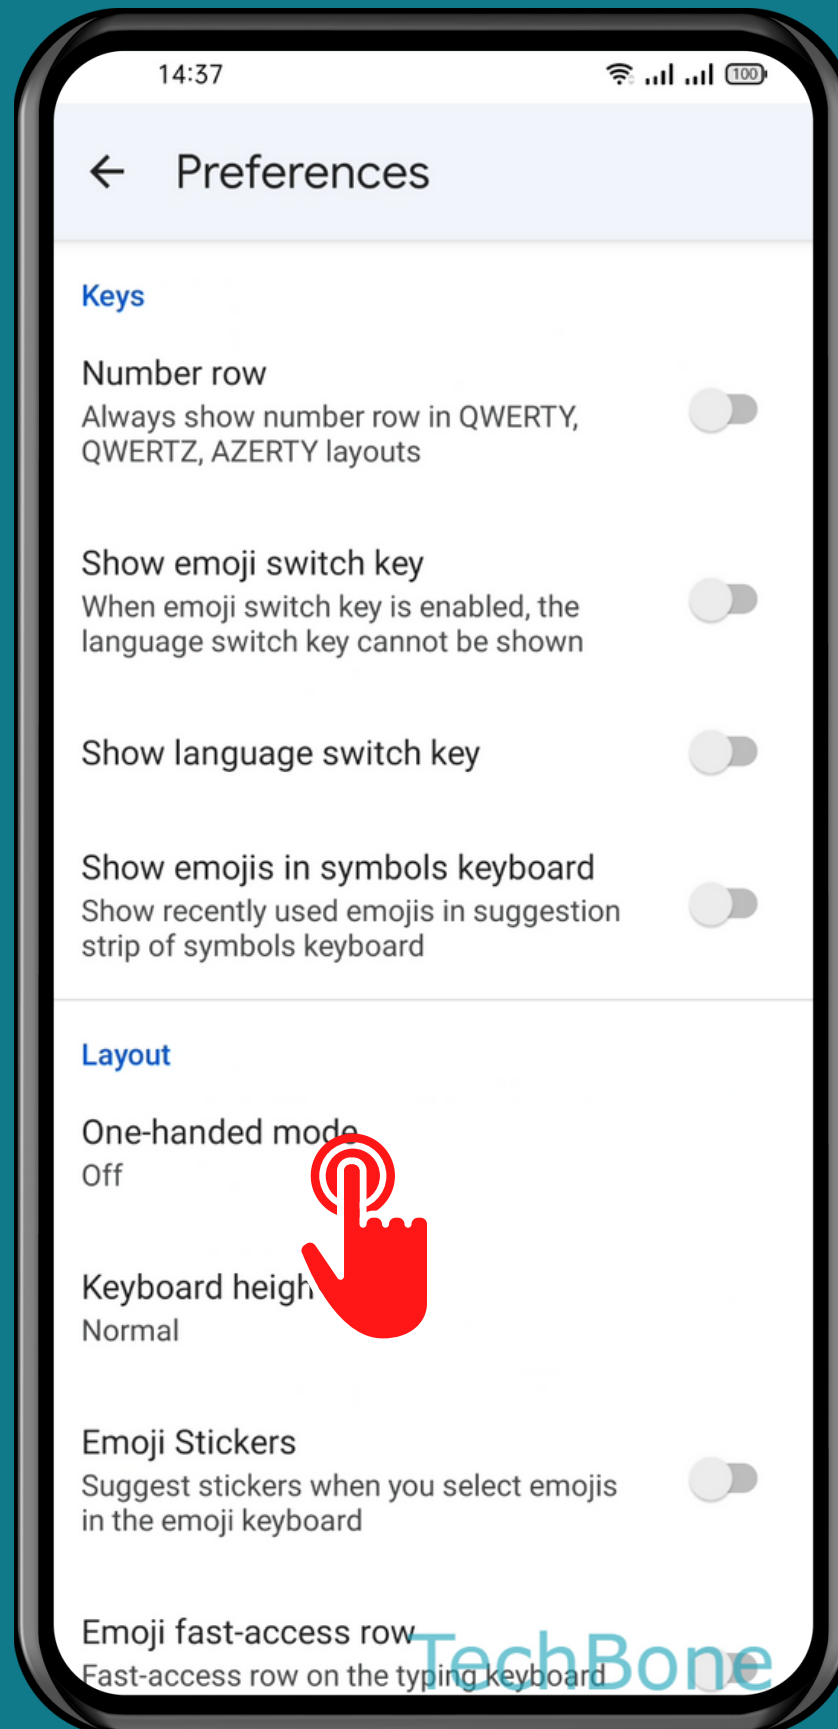 14:37
100
Preferences
Keys
Number row
Always show number row in QWERTY,
QWERTZ, AZERTY layouts
Show emoji switch key
When emoji switch key is enabled, the
language switch key cannot be shown
Show language switch key
Show emojis in symbols keyboard
Show recently used emojis in suggestion
strip of symbols keyboard
Layout
One-handed mode
Off
Keyboard heigh
Normal
Emoji Stickers
Suggest stickers when you select emojis
in the emoji keyboard
Emoji fast-access row
Fast-access row on the typing keyboard
TechBone